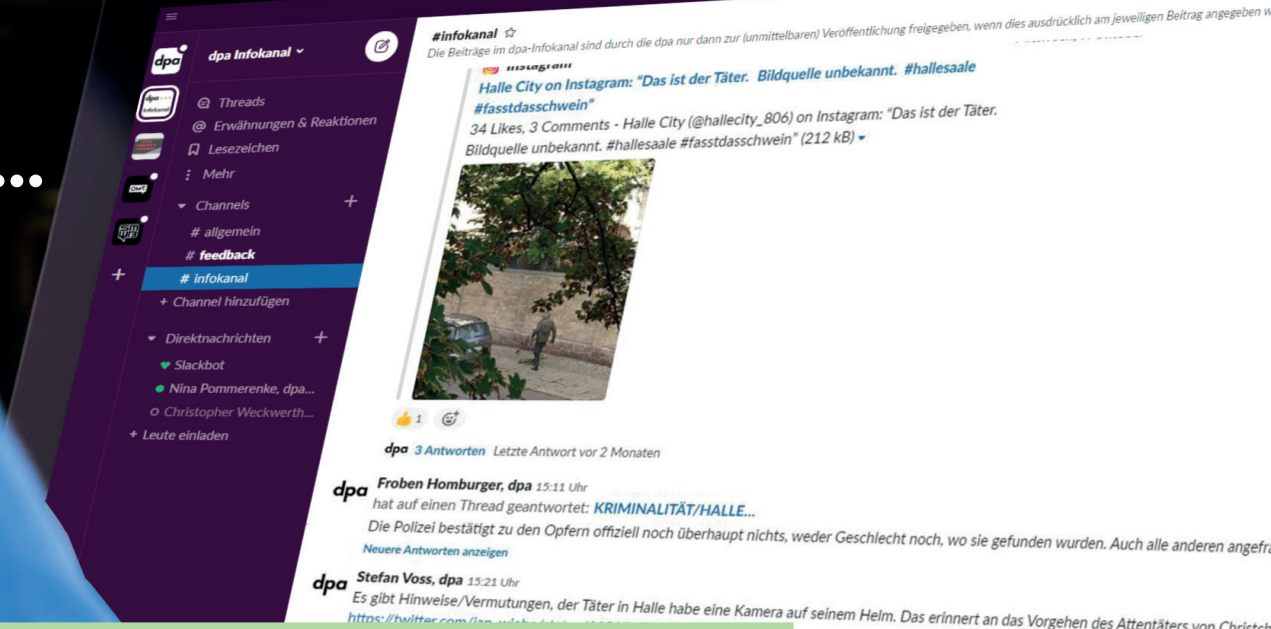 dpa
dpa Infokanal
dpa
infokanal
Threads
@ Erwähnungen & Reaktionen
Lesezeichen
Mehr
Channels +
# allgemein
# feedback
# infokanal
+ Channel hinzufügen
Direktnachrichten +
Slackbot
Nina Pommerenke, dpa...
Christopher Weckwerth...
+ Leute einladen
#infokanal
Die Beiträge im dpa-Infokanal sind durch die dpa nur dann zur (unmittelbaren) Veröffentlichung freigegeben, wenn dies ausdrücklich am jeweiligen Beitrag angegeben w
Instagram
Halle City on Instagram: "Das ist der Täter. Bildquelle unbekannt. #hallesaale
#fasstdasschwein"
34 Likes, 3 Comments - Halle City (@hallecity_806) on Instagram: "Das ist der Täter.
Bildquelle unbekannt. #hallesaale #fasstdasschwein" (212 kB)
1
dpa 3 Antworten Letzte Antwort vor 2 Monaten
dpa Froben Homburger, dpa 15:11 Uhr
hat auf einen Thread geantwortet: KRIMINALITÄT/HALLE...
Die Polizei bestätigt zu den Opfern offiziell noch überhaupt nichts, weder Geschlecht noch, wo sie gefunden wurden. Auch alle anderen angefra
Neuere Antworten anzeigen
dpa Stefan Voss, dpa 15:21 Uhr
Es gibt Hinweise/Vermutungen, der Täter in Halle habe eine Kamera auf seinem Helm. Das erinnert an das Vorgehen des Attentäters von Christch